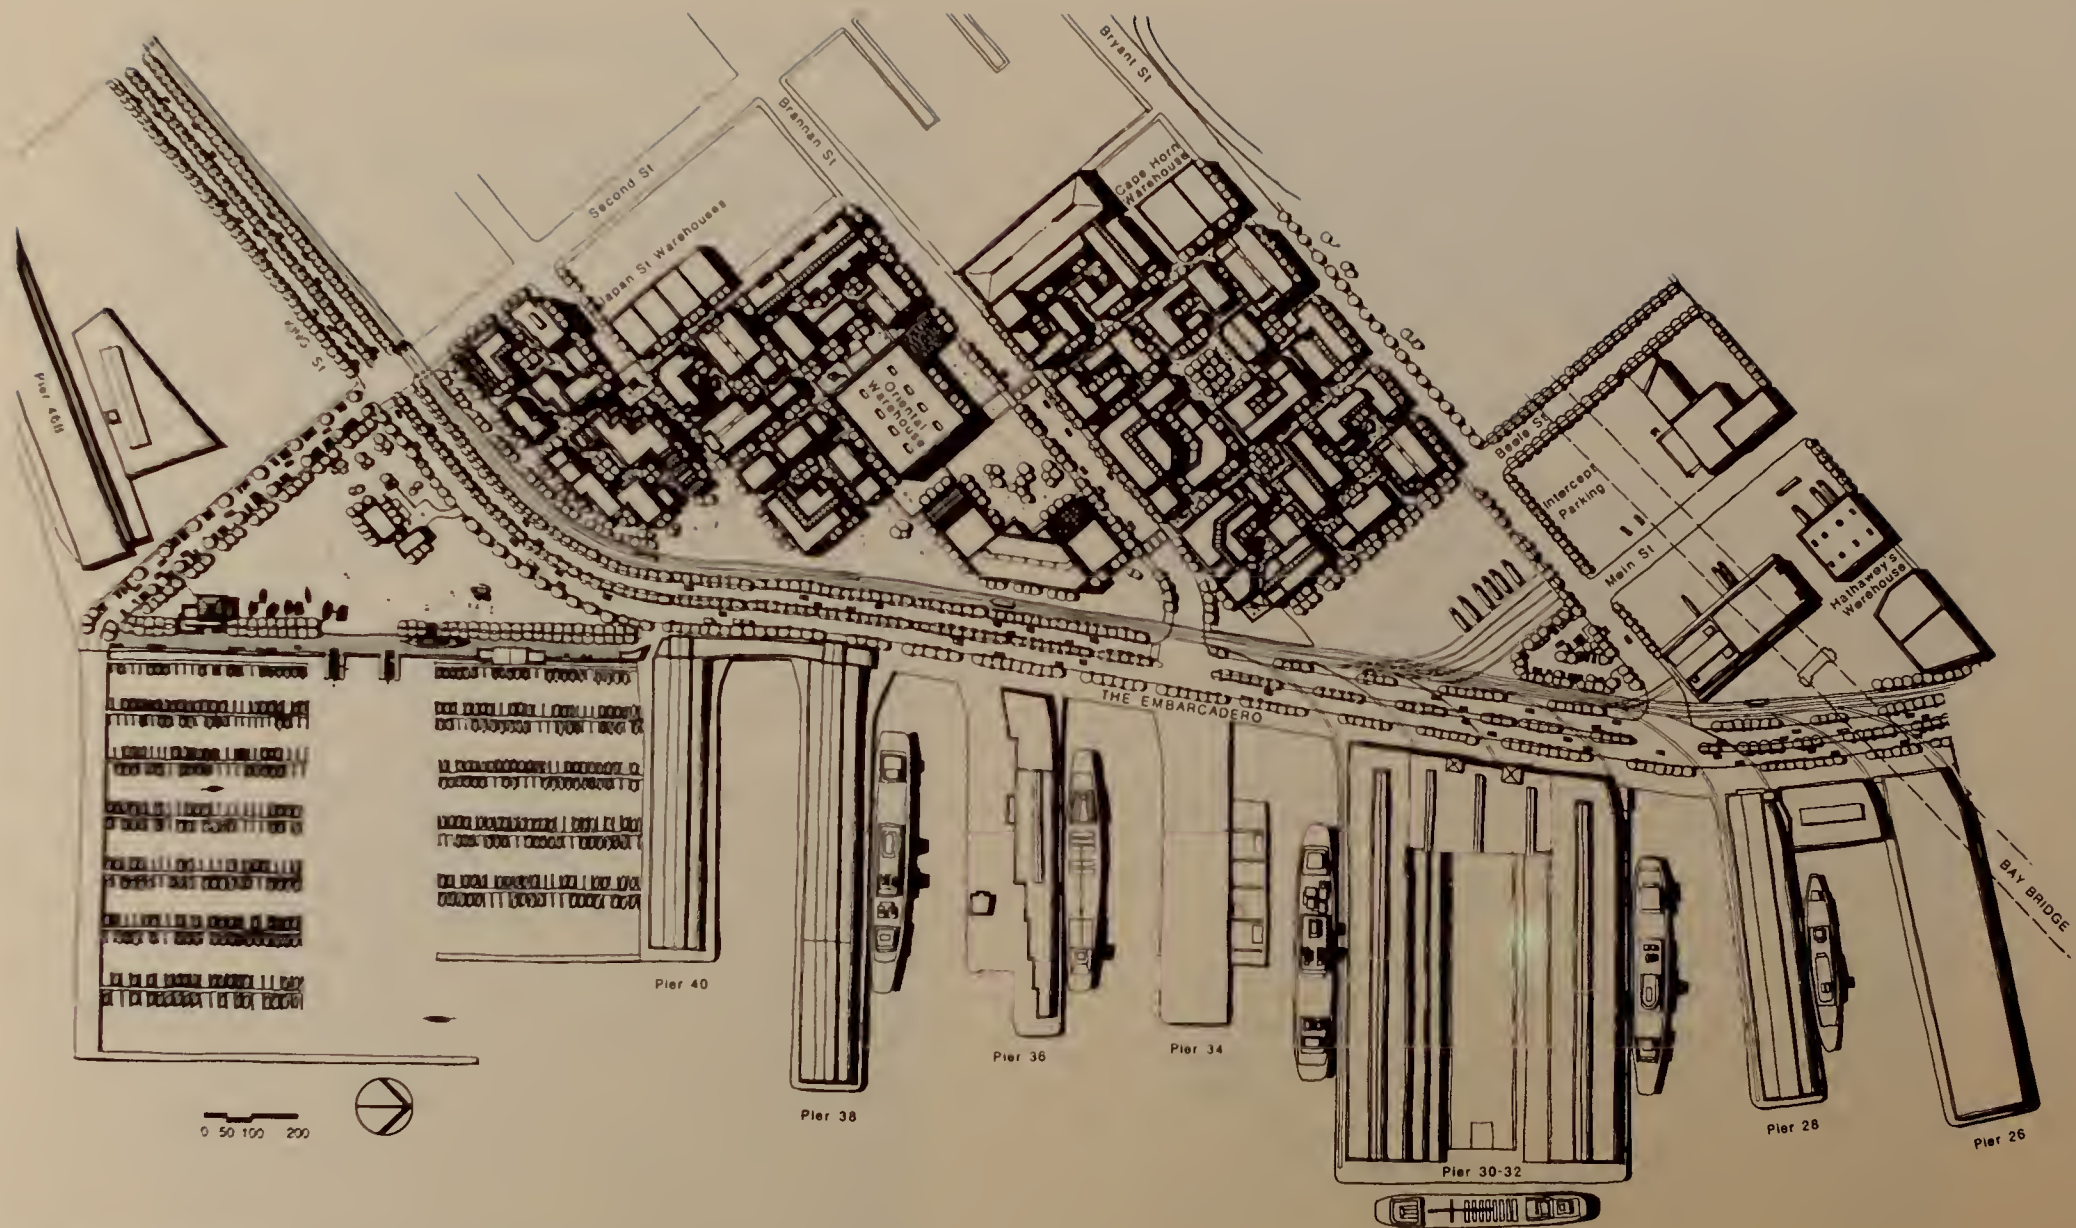 Bryant St
Brannan St
Cape Horn
Warehouse
Second St
Japan St Warehouses
King St
Pier 46B
Oriental
Warehouse
Beale St
Intercept
Parking
Main St
Hathaway's
Warehouse
THE EMBARCADERO
BAY BRIDGE
Pier 40
Pier 36
Pier 34
Pier 38
Pier 28
Pier 26
Pier 30-32
0 50 100 200